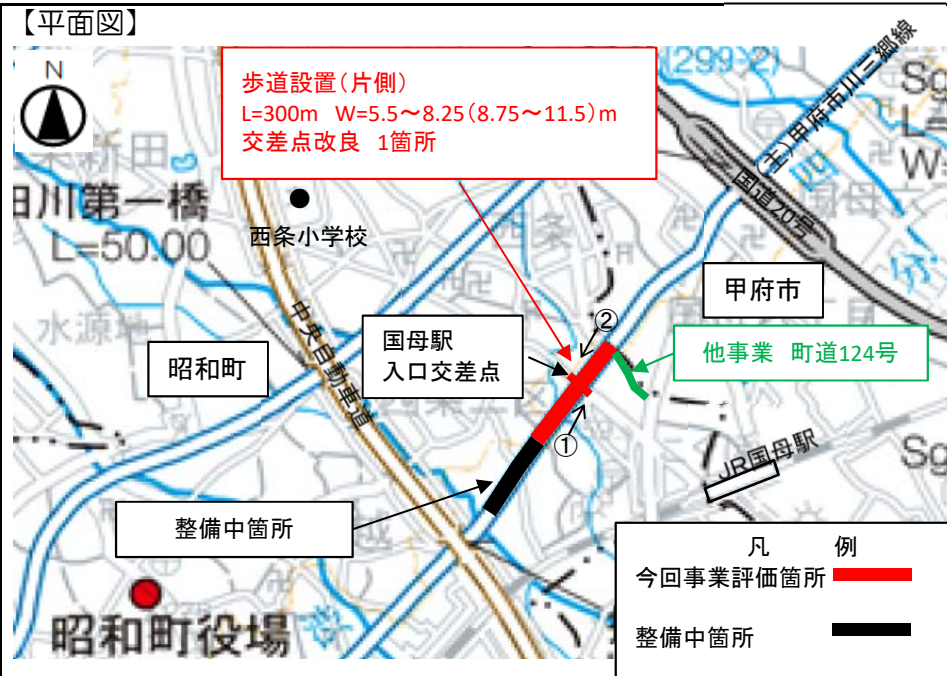 【平面図】
N
歩道設置(片側)
L=300m W=5.5～8.25(8.75～11.5)m
交差点改良 1箇所
(299-2)
(主)甲府市川三郷線
国道20号
Sg
L=
W=
田川第一橋
L=50.00
西条小学校
西条
水源地
中央自動車道
甲府市
昭和町
国母駅
入口交差点
②
①
他事業 町道124号
JR国母駅
Sg
整備中箇所
昭和町役場
凡 例
今回事業評価箇所
整備中箇所